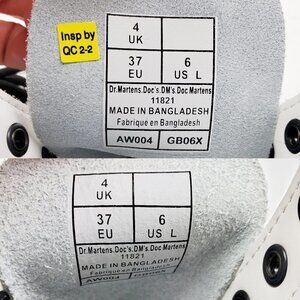 Insp by
QC 2-2
4
UK
37
EU
6
US L
Dr.Martens.Doc's.DM's.Doc Martens
11821
MADE IN BANGLADESH
Fabrique en Bangladesh
AW004
GB06X
4
UK
37
EU
6
US L
Dr.Martens.Doc's.DM's.Doc Martens
11821
MADE IN BANGLADESH
Fabrique en Bangladesh
AW004